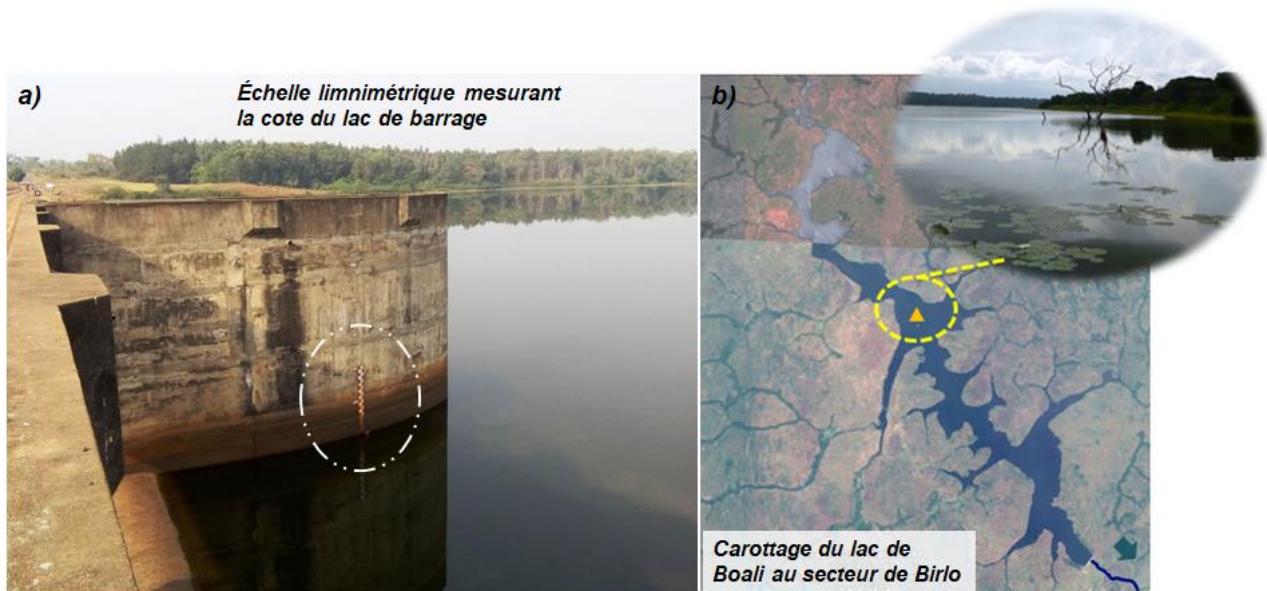 a)
Échelle limnimétrique mesurant
la cote du lac de barrage
b)
Carottage du lac de
Boali au secteur de Birlo